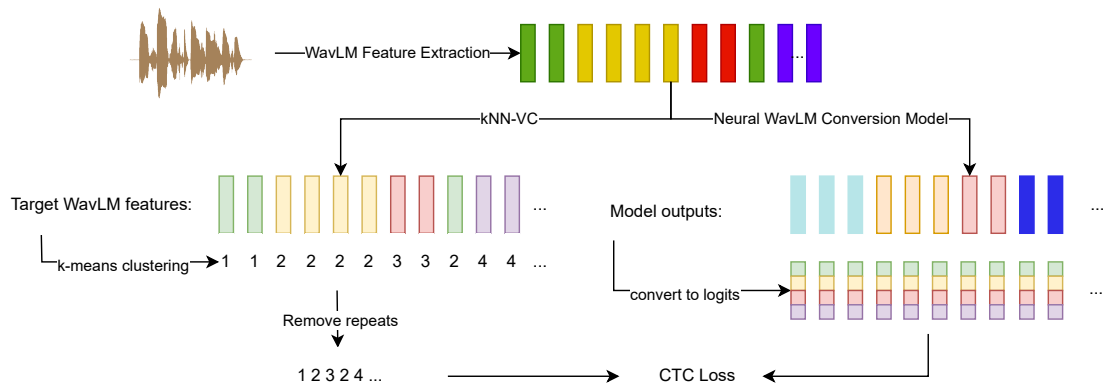 WavLM Feature Extraction
...
kNN-VC
Neural WavLM Conversion Model
Target WavLM features:
...
Model outputs:
...
k-means clustering
1 1 2 2 2 2 3 3 2 4 4 ...
convert to logits
...
Remove repeats
1 2 3 2 4 ...
CTC Loss